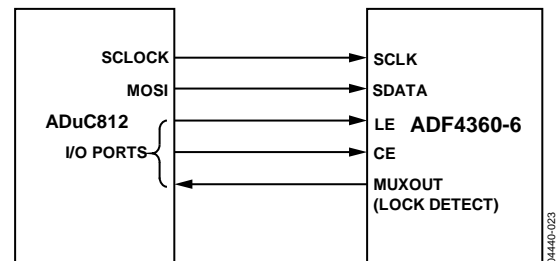 SCLOCK
MOSI
ADuC812
I/O PORTS
SCLK
SDATA
LE
ADF4360-6
CE
MUXOUT
(LOCK DETECT)
04440-023